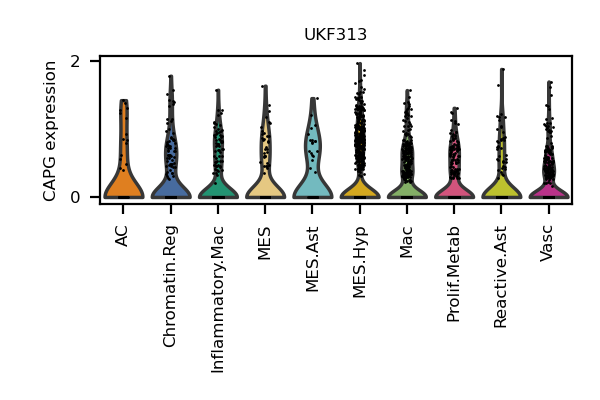 UKF313
CAPG expression
2
0
AC
Chromatin.Reg
Inflammatory.Mac
MES
MES.Ast
MES.Hyp
Mac
Prolif.Metab
Reactive.Ast
Vasc